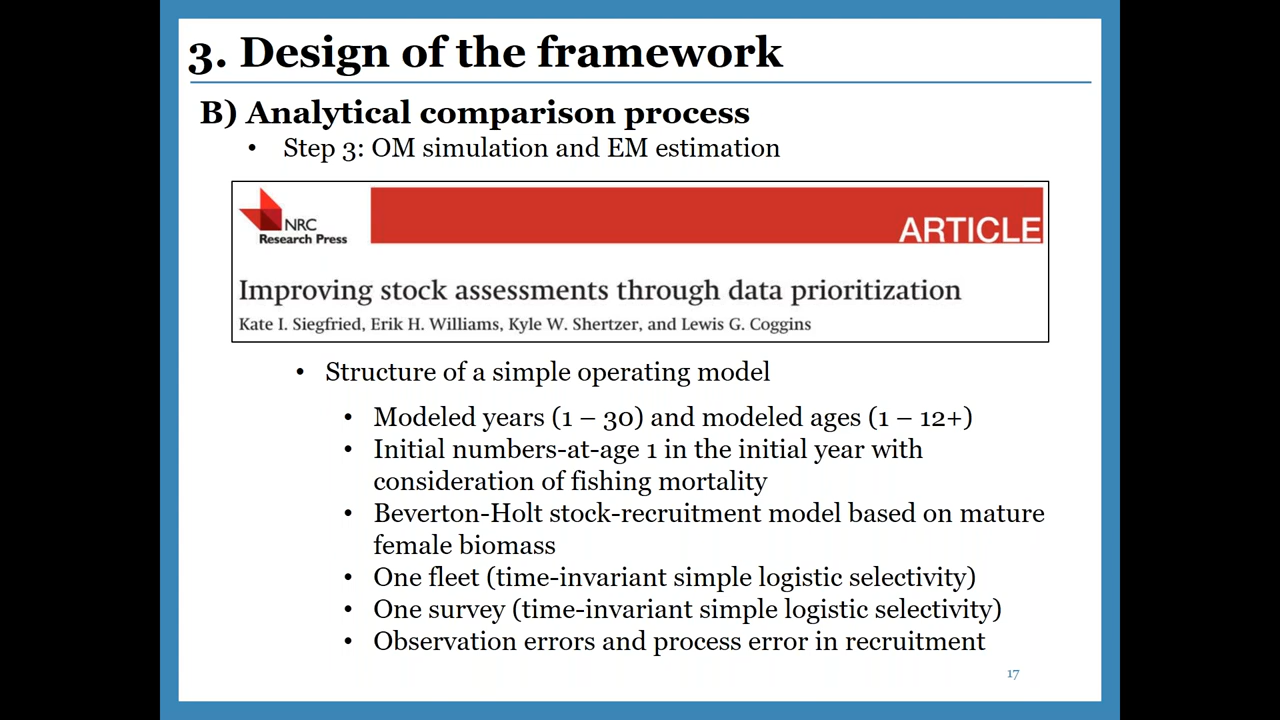 3. Design of the framework
B) Analytical comparison process
• Step 3: OM simulation and EM estimation
NRC
Research Press
ARTICLE
Improving stock assessments through data prioritization
Kate I. Siegfried, Erik H. Williams, Kyle W. Shertzer, and Lewis G. Coggins
• Structure of a simple operating model
• Modeled years (1 – 30) and modeled ages (1 – 12+)
• Initial numbers-at-age 1 in the initial year with
consideration of fishing mortality
• Beverton-Holt stock-recruitment model based on mature
female biomass
• One fleet (time-invariant simple logistic selectivity)
• One survey (time-invariant simple logistic selectivity)
• Observation errors and process error in recruitment
17